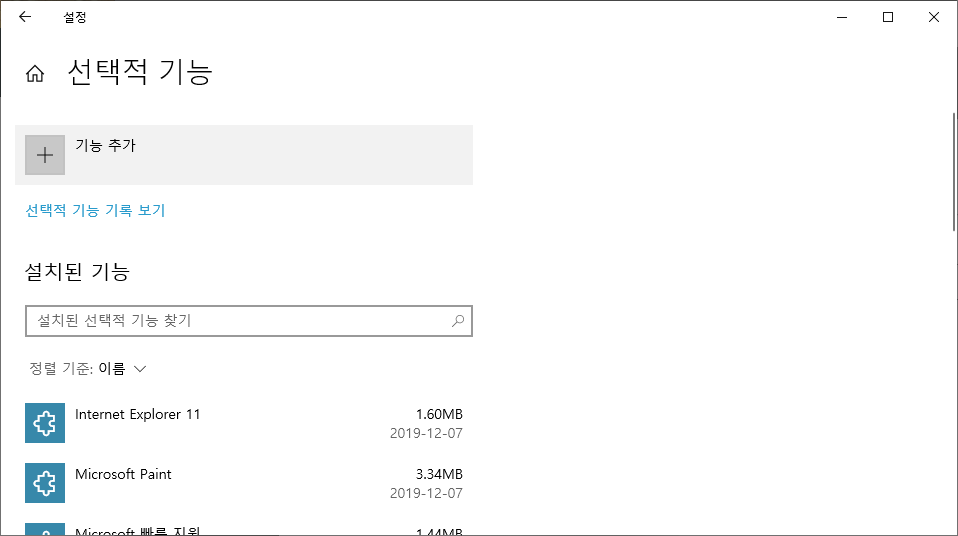 설정
선택적 기능
기능 추가
선택적 기능 기록 보기
설치된 기능
설치된 선택적 기능 찾기
정렬 기준: 이름
Internet Explorer 11 1.60MB
2019-12-07
Microsoft Paint 3.34MB
2019-12-07
Microsoft 빠른 지원 1.44MB